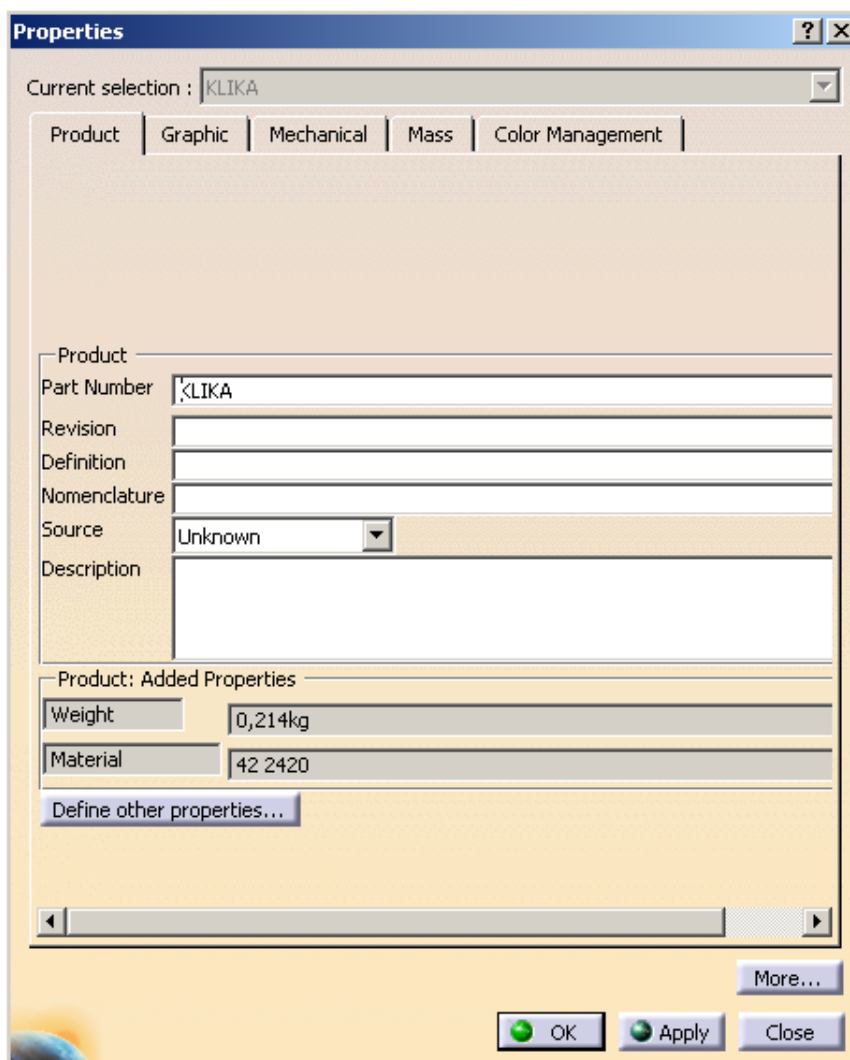 Properties
Current selection : KLIKA
Product Graphic Mechanical Mass Color Management
Product
Part Number KLIKA
Revision
Definition
Nomenclature
Source Unknown
Description
Product: Added Properties
Weight 0,214kg
Material 42 2420
Define other properties...
More...
OK Apply Close